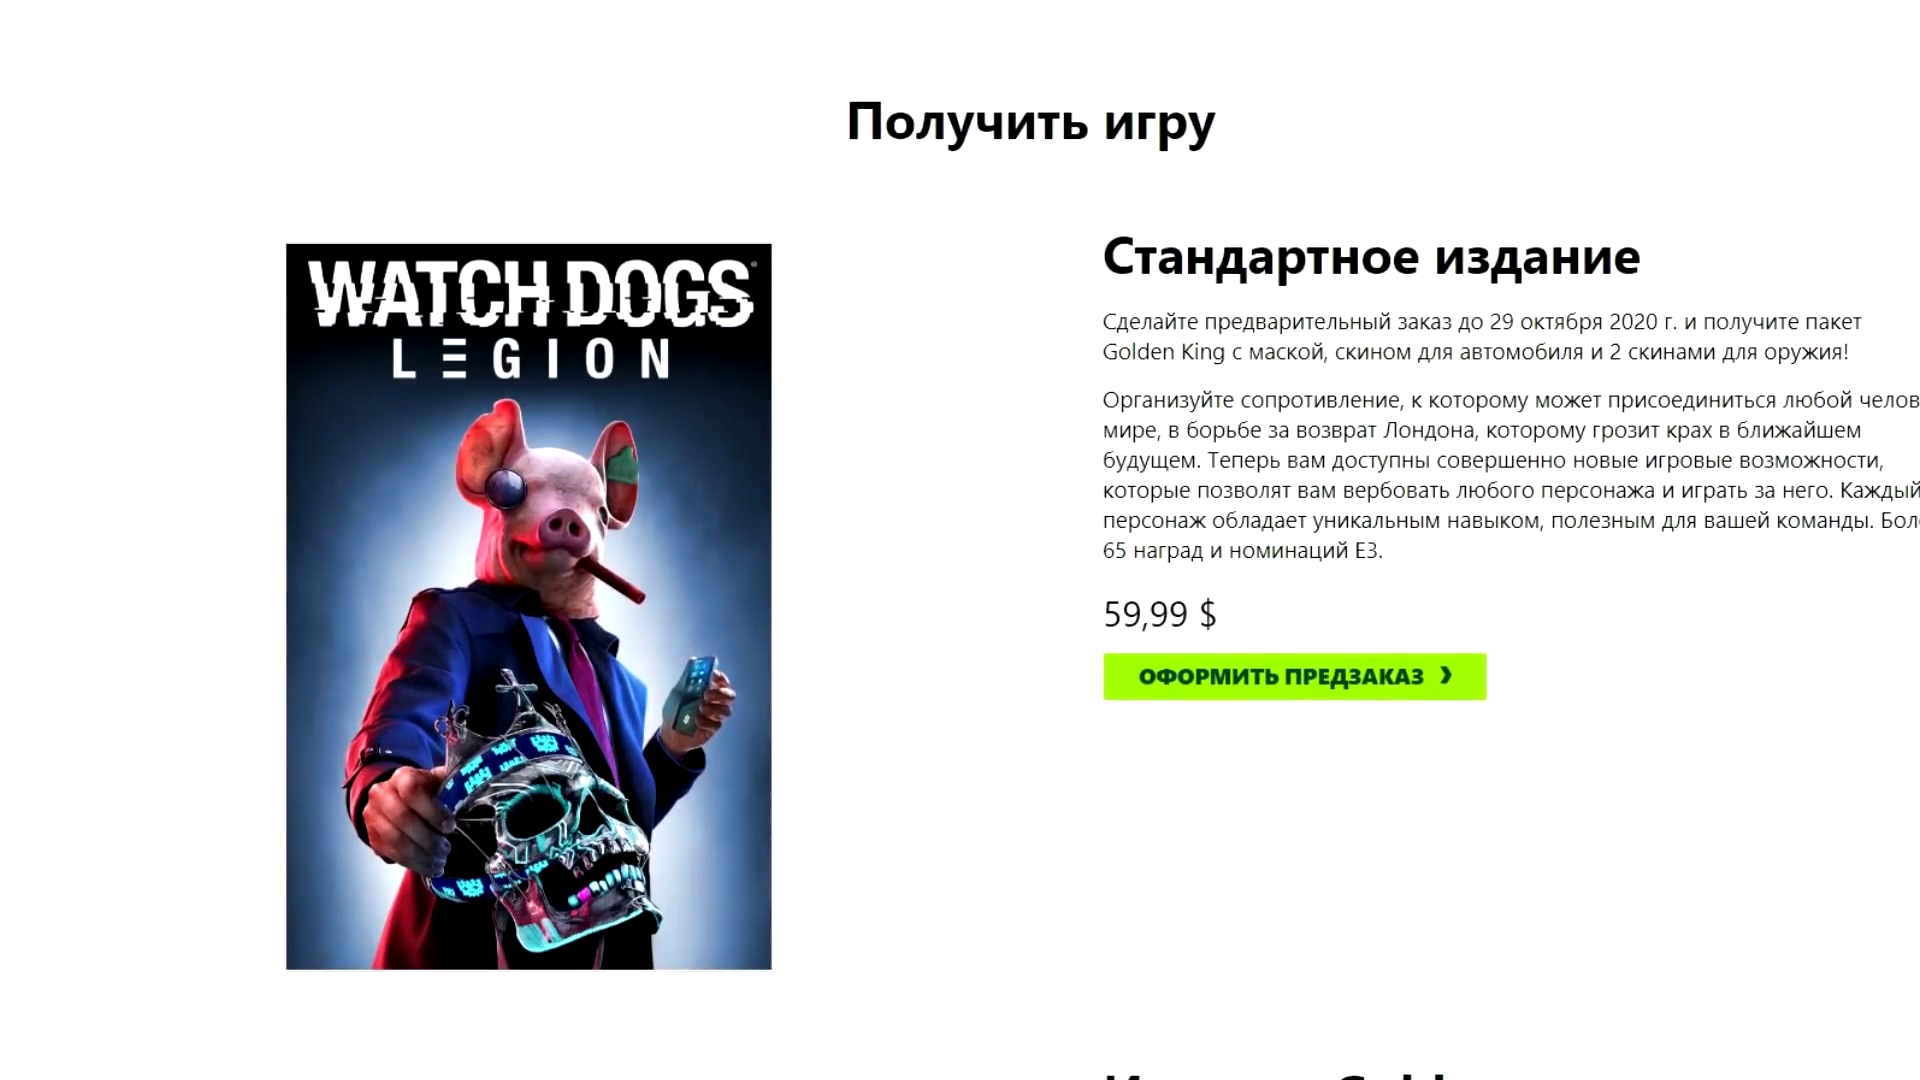 Получить игру
WATCH DOGS
LEGION
Стандартное издание
Сделайте предварительный заказ до 29 октября 2020 г. и получите пакет
Golden King с маской, скином для автомобиля и 2 скинами для оружия!
Организуйте сопротивление, к которому может присоединиться любой челов
мире, в борьбе за возврат Лондона, которому грозит крах в ближайшем
будущем. Теперь вам доступны совершенно новые игровые возможности,
которые позволят вам вербовать любого персонажа и играть за него. Каждый
персонаж обладает уникальным навыком, полезным для вашей команды. Бол
65 наград и номинаций E3.
59,99 $
ОФОРМИТЬ ПРЕДЗАКАЗ